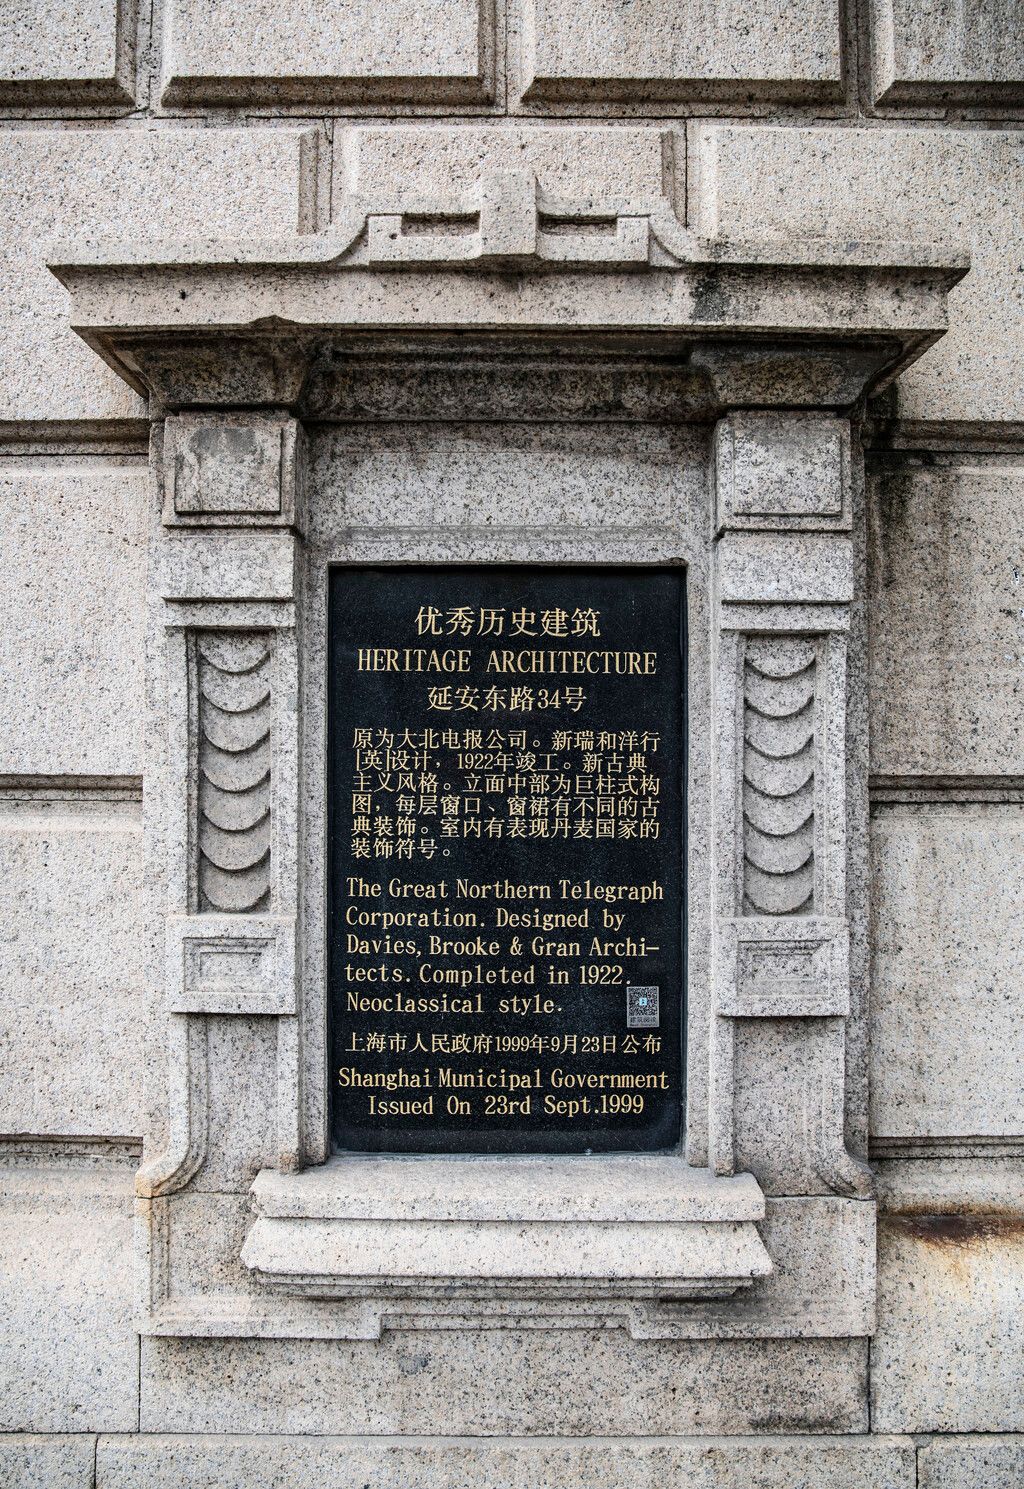 优秀历史建筑
HERITAGE ARCHITECTURE
延安东路34号
原为大北电报公司。新瑞和洋行
[英]设计，1922年竣工。新古典
主义风格。立面中部为巨柱式构
图，每层窗口、窗裙有不同的古
典装饰。室内有表现丹麦国家的
装饰符号。
The Great Northern Telegraph
Corporation. Designed by
Davies, Brooke & Gran Archi-
tects. Completed in 1922.
Neoclassical style.
建筑阅读
上海市人民政府1999年9月23日公布
Shanghai Municipal Government
Issued On 23rd Sept.1999